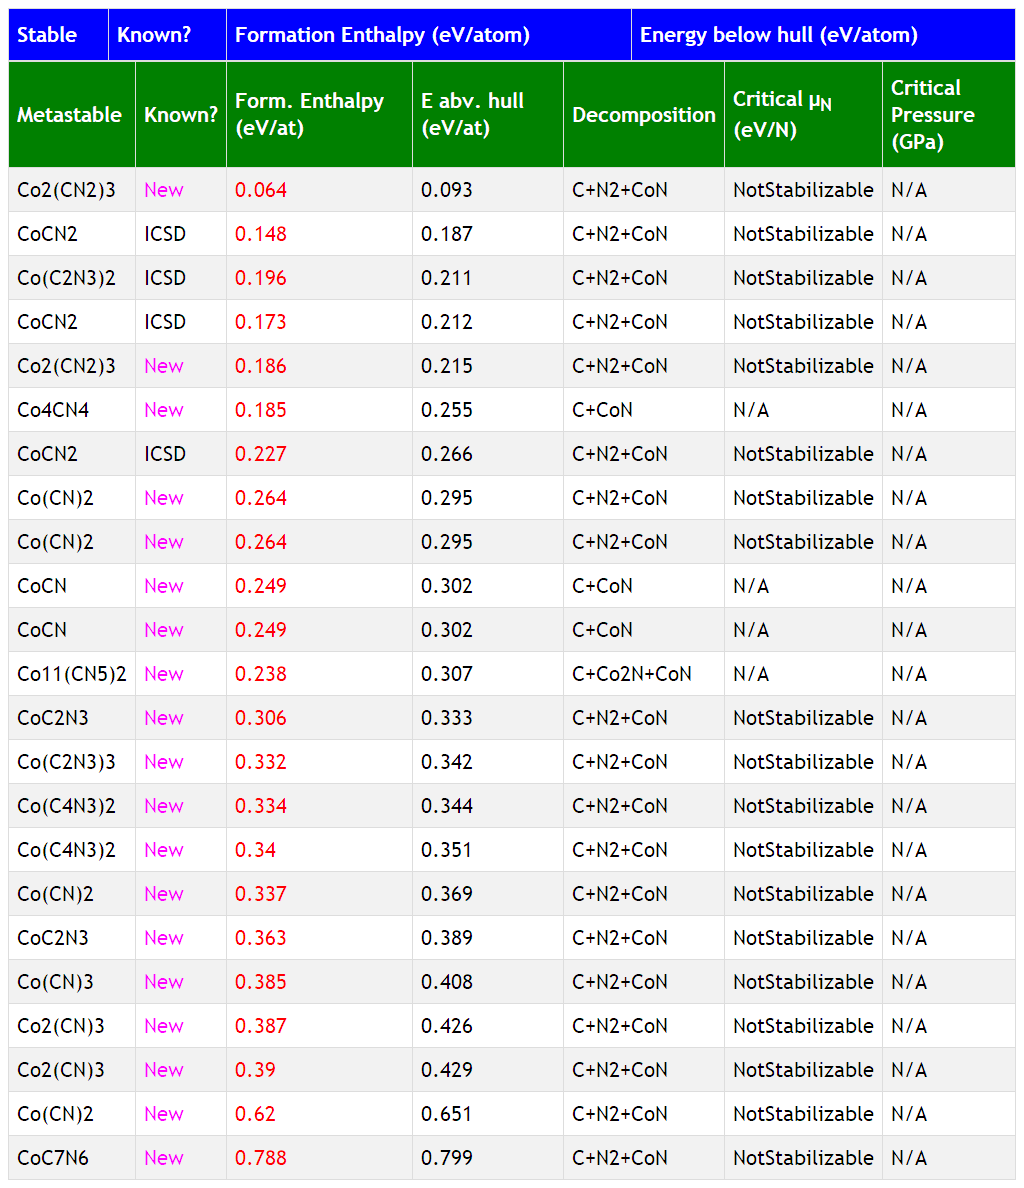 Stable Known? Formation Enthalpy (eV/atom) Energy below hull (eV/atom)
Metastable Known? Form. Enthalpy (eV/at) E abv. hull (eV/at) Decomposition Critical μN (eV/N) Critical Pressure (GPa)
Co2(CN2)3 New 0.064 0.093 C+N2+CoN NotStabilizable N/A
CoCN2 ICSD 0.148 0.187 C+N2+CoN NotStabilizable N/A
Co(C2N3)2 ICSD 0.196 0.211 C+N2+CoN NotStabilizable N/A
CoCN2 ICSD 0.173 0.212 C+N2+CoN NotStabilizable N/A
Co2(CN2)3 New 0.186 0.215 C+N2+CoN NotStabilizable N/A
Co4CN4 New 0.185 0.255 C+CoN N/A N/A
CoCN2 ICSD 0.227 0.266 C+N2+CoN NotStabilizable N/A
Co(CN)2 New 0.264 0.295 C+N2+CoN NotStabilizable N/A
Co(CN)2 New 0.264 0.295 C+N2+CoN NotStabilizable N/A
CoCN New 0.249 0.302 C+CoN N/A N/A
CoCN New 0.249 0.302 C+CoN N/A N/A
Co11(CN5)2 New 0.238 0.307 C+Co2N+CoN N/A N/A
CoC2N3 New 0.306 0.333 C+N2+CoN NotStabilizable N/A
Co(C2N3)3 New 0.332 0.342 C+N2+CoN NotStabilizable N/A
Co(C4N3)2 New 0.334 0.344 C+N2+CoN NotStabilizable N/A
Co(C4N3)2 New 0.34 0.351 C+N2+CoN NotStabilizable N/A
Co(CN)2 New 0.337 0.369 C+N2+CoN NotStabilizable N/A
CoC2N3 New 0.363 0.389 C+N2+CoN NotStabilizable N/A
Co(CN)3 New 0.385 0.408 C+N2+CoN NotStabilizable N/A
Co2(CN)3 New 0.387 0.426 C+N2+CoN NotStabilizable N/A
Co2(CN)3 New 0.39 0.429 C+N2+CoN NotStabilizable N/A
Co(CN)2 New 0.62 0.651 C+N2+CoN NotStabilizable N/A
CoC7N6 New 0.788 0.799 C+N2+CoN NotStabilizable N/A